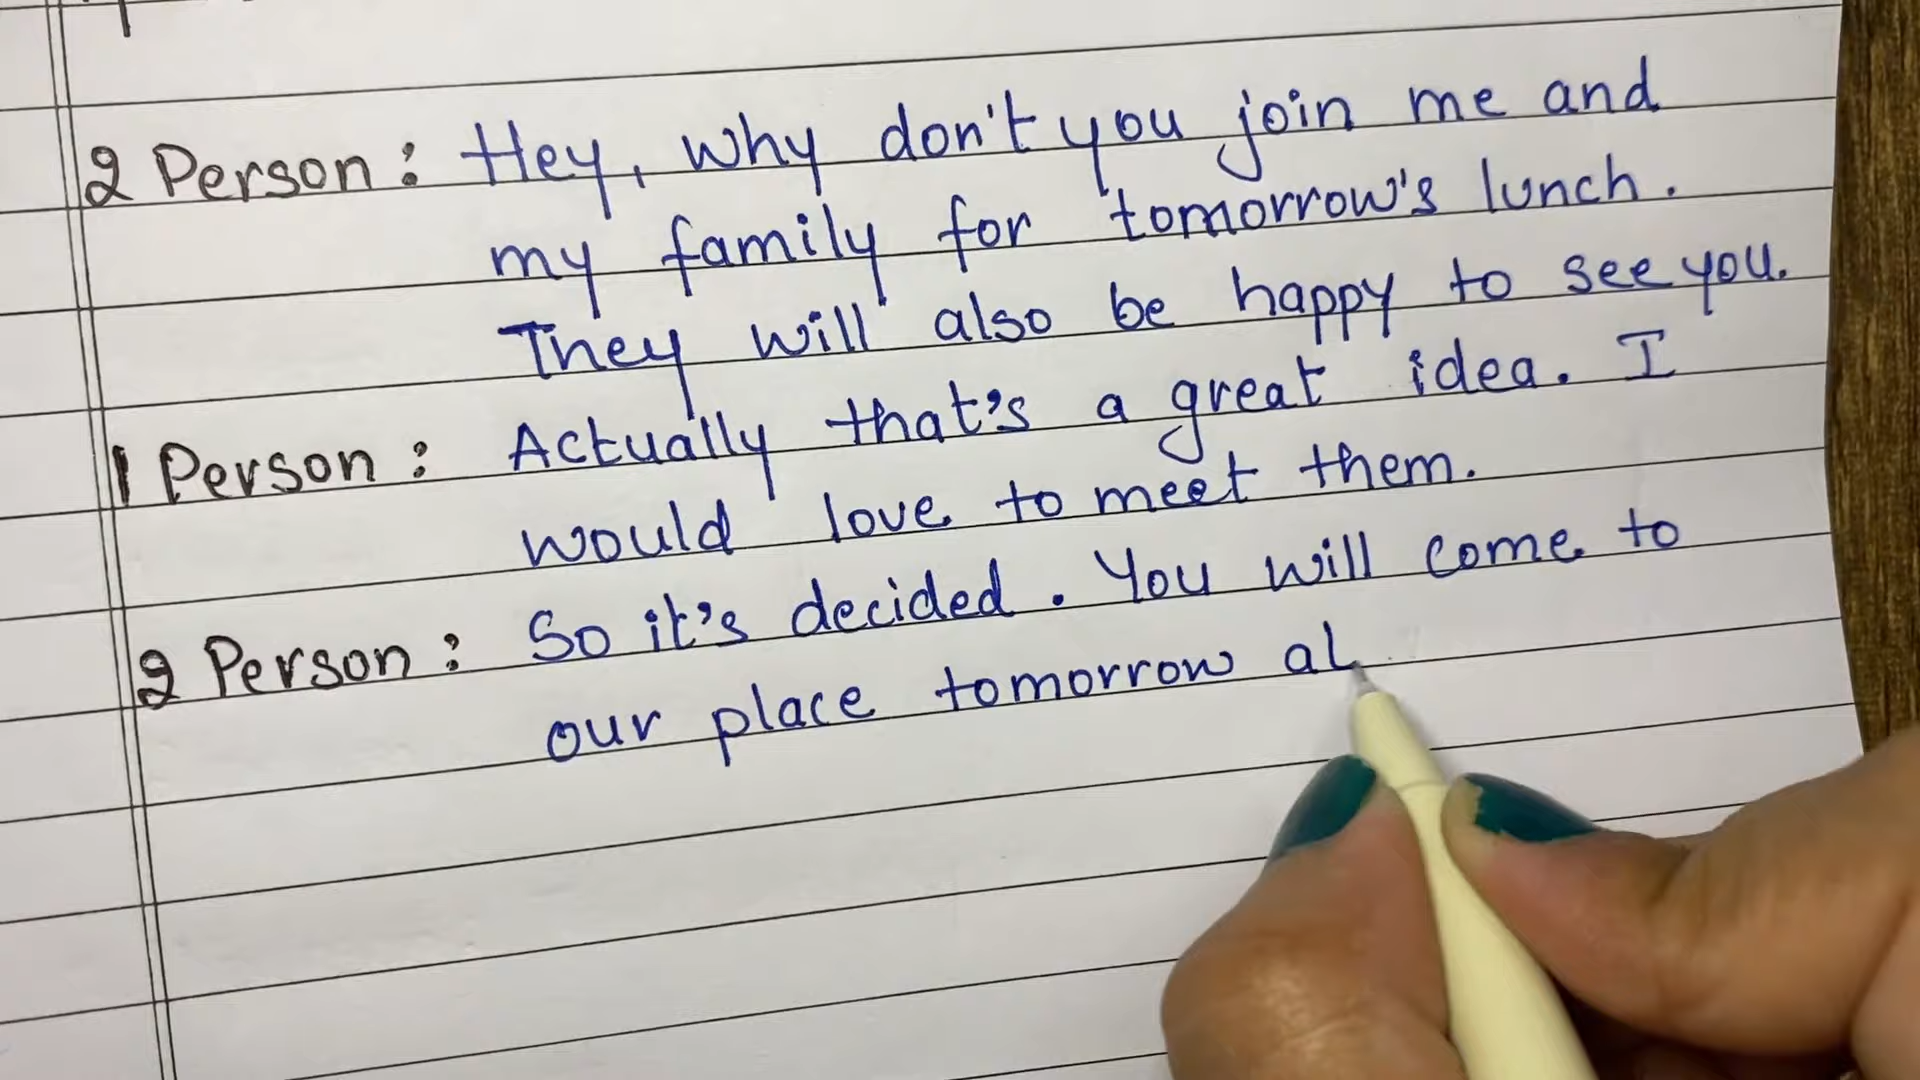 2 Person : Hey, why don't you join me and
my family for tomorrow's lunch.
They will also be happy to see you.
1 Person : Actually that's a great idea. I
would love to meet them.
2 Person : So it's decided. You will come to
our place tomorrow